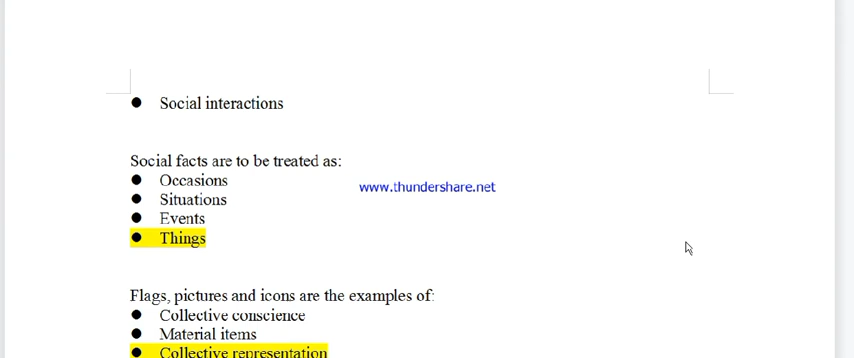 ● Social interactions
Social facts are to be treated as:
● Occasions
www.thundershare.net
● Situations
● Events
● Things
Flags, pictures and icons are the examples of:
● Collective conscience
● Material items
● Collective representation